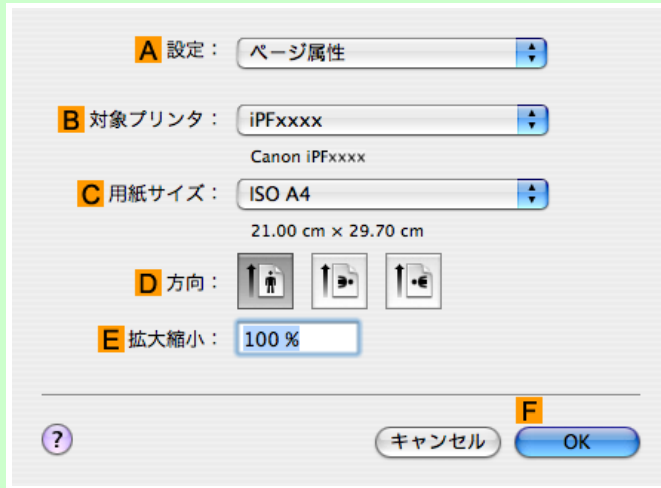 A 設定： ページ属性
B 対象プリンタ： iPFxxxx
Canon iPFxxxx
C 用紙サイズ： ISO A4
21.00 cm × 29.70 cm
D 方向：
E 拡大縮小： 100 %
F
? キャンセル OK